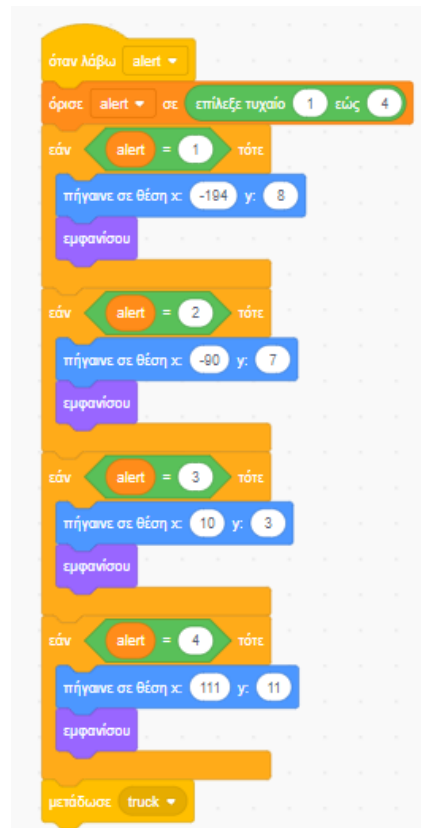 όταν λάβω alert
όρισε alert σε επίλεξε τυχαίο 1 εώς 4
εάν alert = 1 τότε
πήγαινε σε θέση x: -194 y: 8
εμφανίσου
εάν alert = 2 τότε
πήγαινε σε θέση x: -90 y: 7
εμφανίσου
εάν alert = 3 τότε
πήγαινε σε θέση x: 10 y: 3
εμφανίσου
εάν alert = 4 τότε
πήγαινε σε θέση x: 111 y: 11
εμφανίσου
μετάδωσε truck